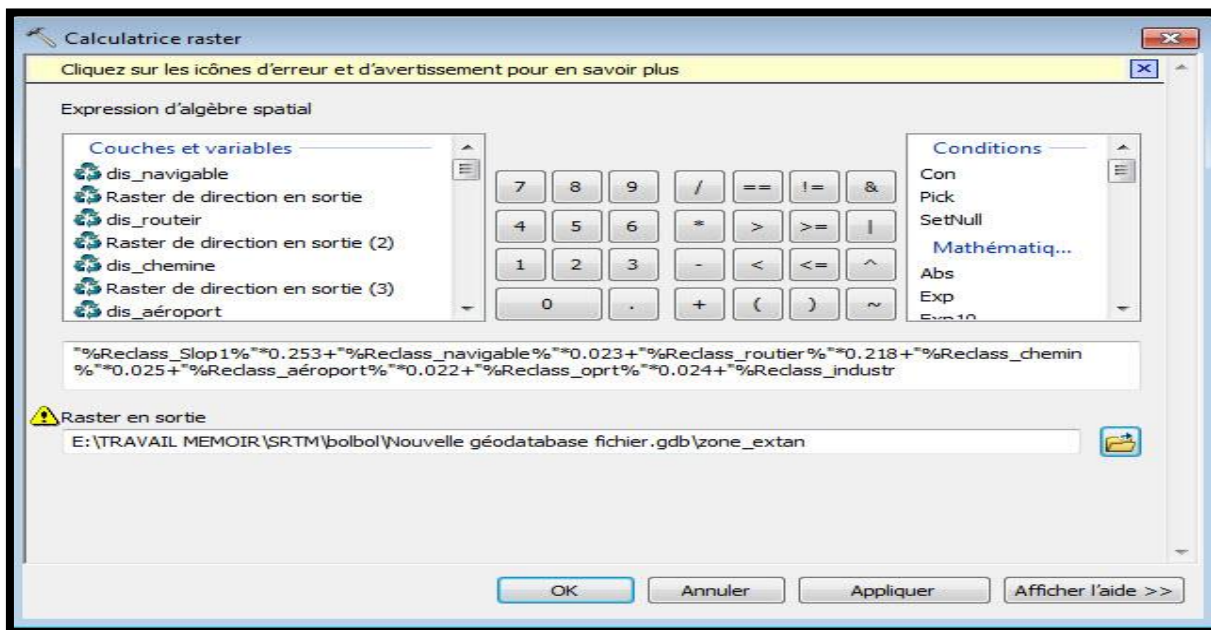 Calculatrice raster
Cliquez sur les icônes d'erreur et d'avertissement pour en savoir plus
Expression d'algèbre spatial
Couches et variables
dis_navigable
Raster de direction en sortie
dis_routeir
Raster de direction en sortie (2)
dis_chemine
Raster de direction en sortie (3)
dis_aéroport
7 8 9 / == != &
4 5 6 * > >= |
1 2 3 - < <= ^
0 . + ( ) ~
Conditions
Con
Pick
SetNull
Mathématiq...
Abs
Exp
Exp10
"%Reclass_Slop1%"*0.253+"%Reclass_navigable%"*0.023+"%Reclass_routier%"*0.218+"%Reclass_chemin
%"*0.025+"%Reclass_aéroport%"*0.022+"%Reclass_oprt%"*0.024+"%Reclass_industr
Raster en sortie
E:\TRAVAIL MEMOIR\SRTM\bolbol\Nouvelle géodatabase fichier.gdb\zone_extan
OK Annuler Appliquer Afficher l'aide >>